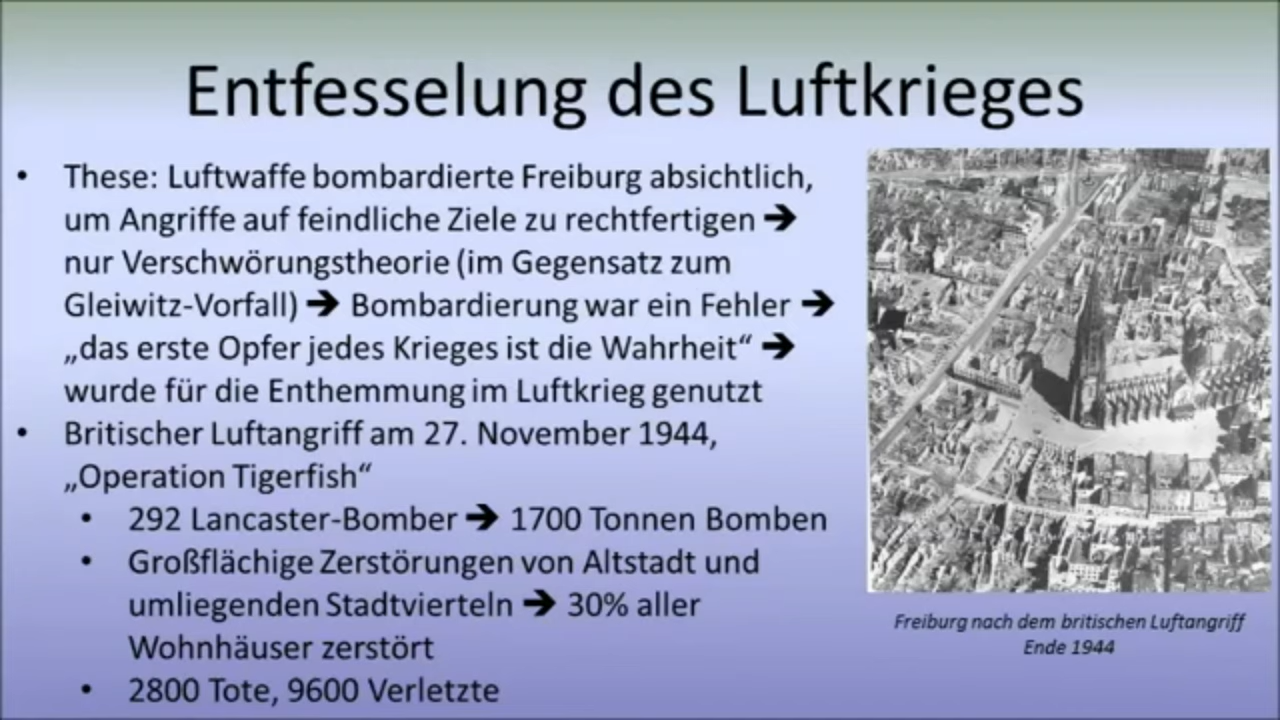 Entfesselung des Luftkrieges
• These: Luftwaffe bombardierte Freiburg absichtlich,
um Angriffe auf feindliche Ziele zu rechtfertigen ➔
nur Verschwörungstheorie (im Gegensatz zum
Gleiwitz-Vorfall) ➔ Bombardierung war ein Fehler ➔
„das erste Opfer jedes Krieges ist die Wahrheit“ ➔
wurde für die Enthemmung im Luftkrieg genutzt
• Britischer Luftangriff am 27. November 1944,
„Operation Tigerfish“
• 292 Lancaster-Bomber ➔ 1700 Tonnen Bomben
• Großflächige Zerstörungen von Altstadt und
umliegenden Stadtvierteln ➔ 30% aller
Wohnhäuser zerstört
• 2800 Tote, 9600 Verletzte
Freiburg nach dem britischen Luftangriff
Ende 1944